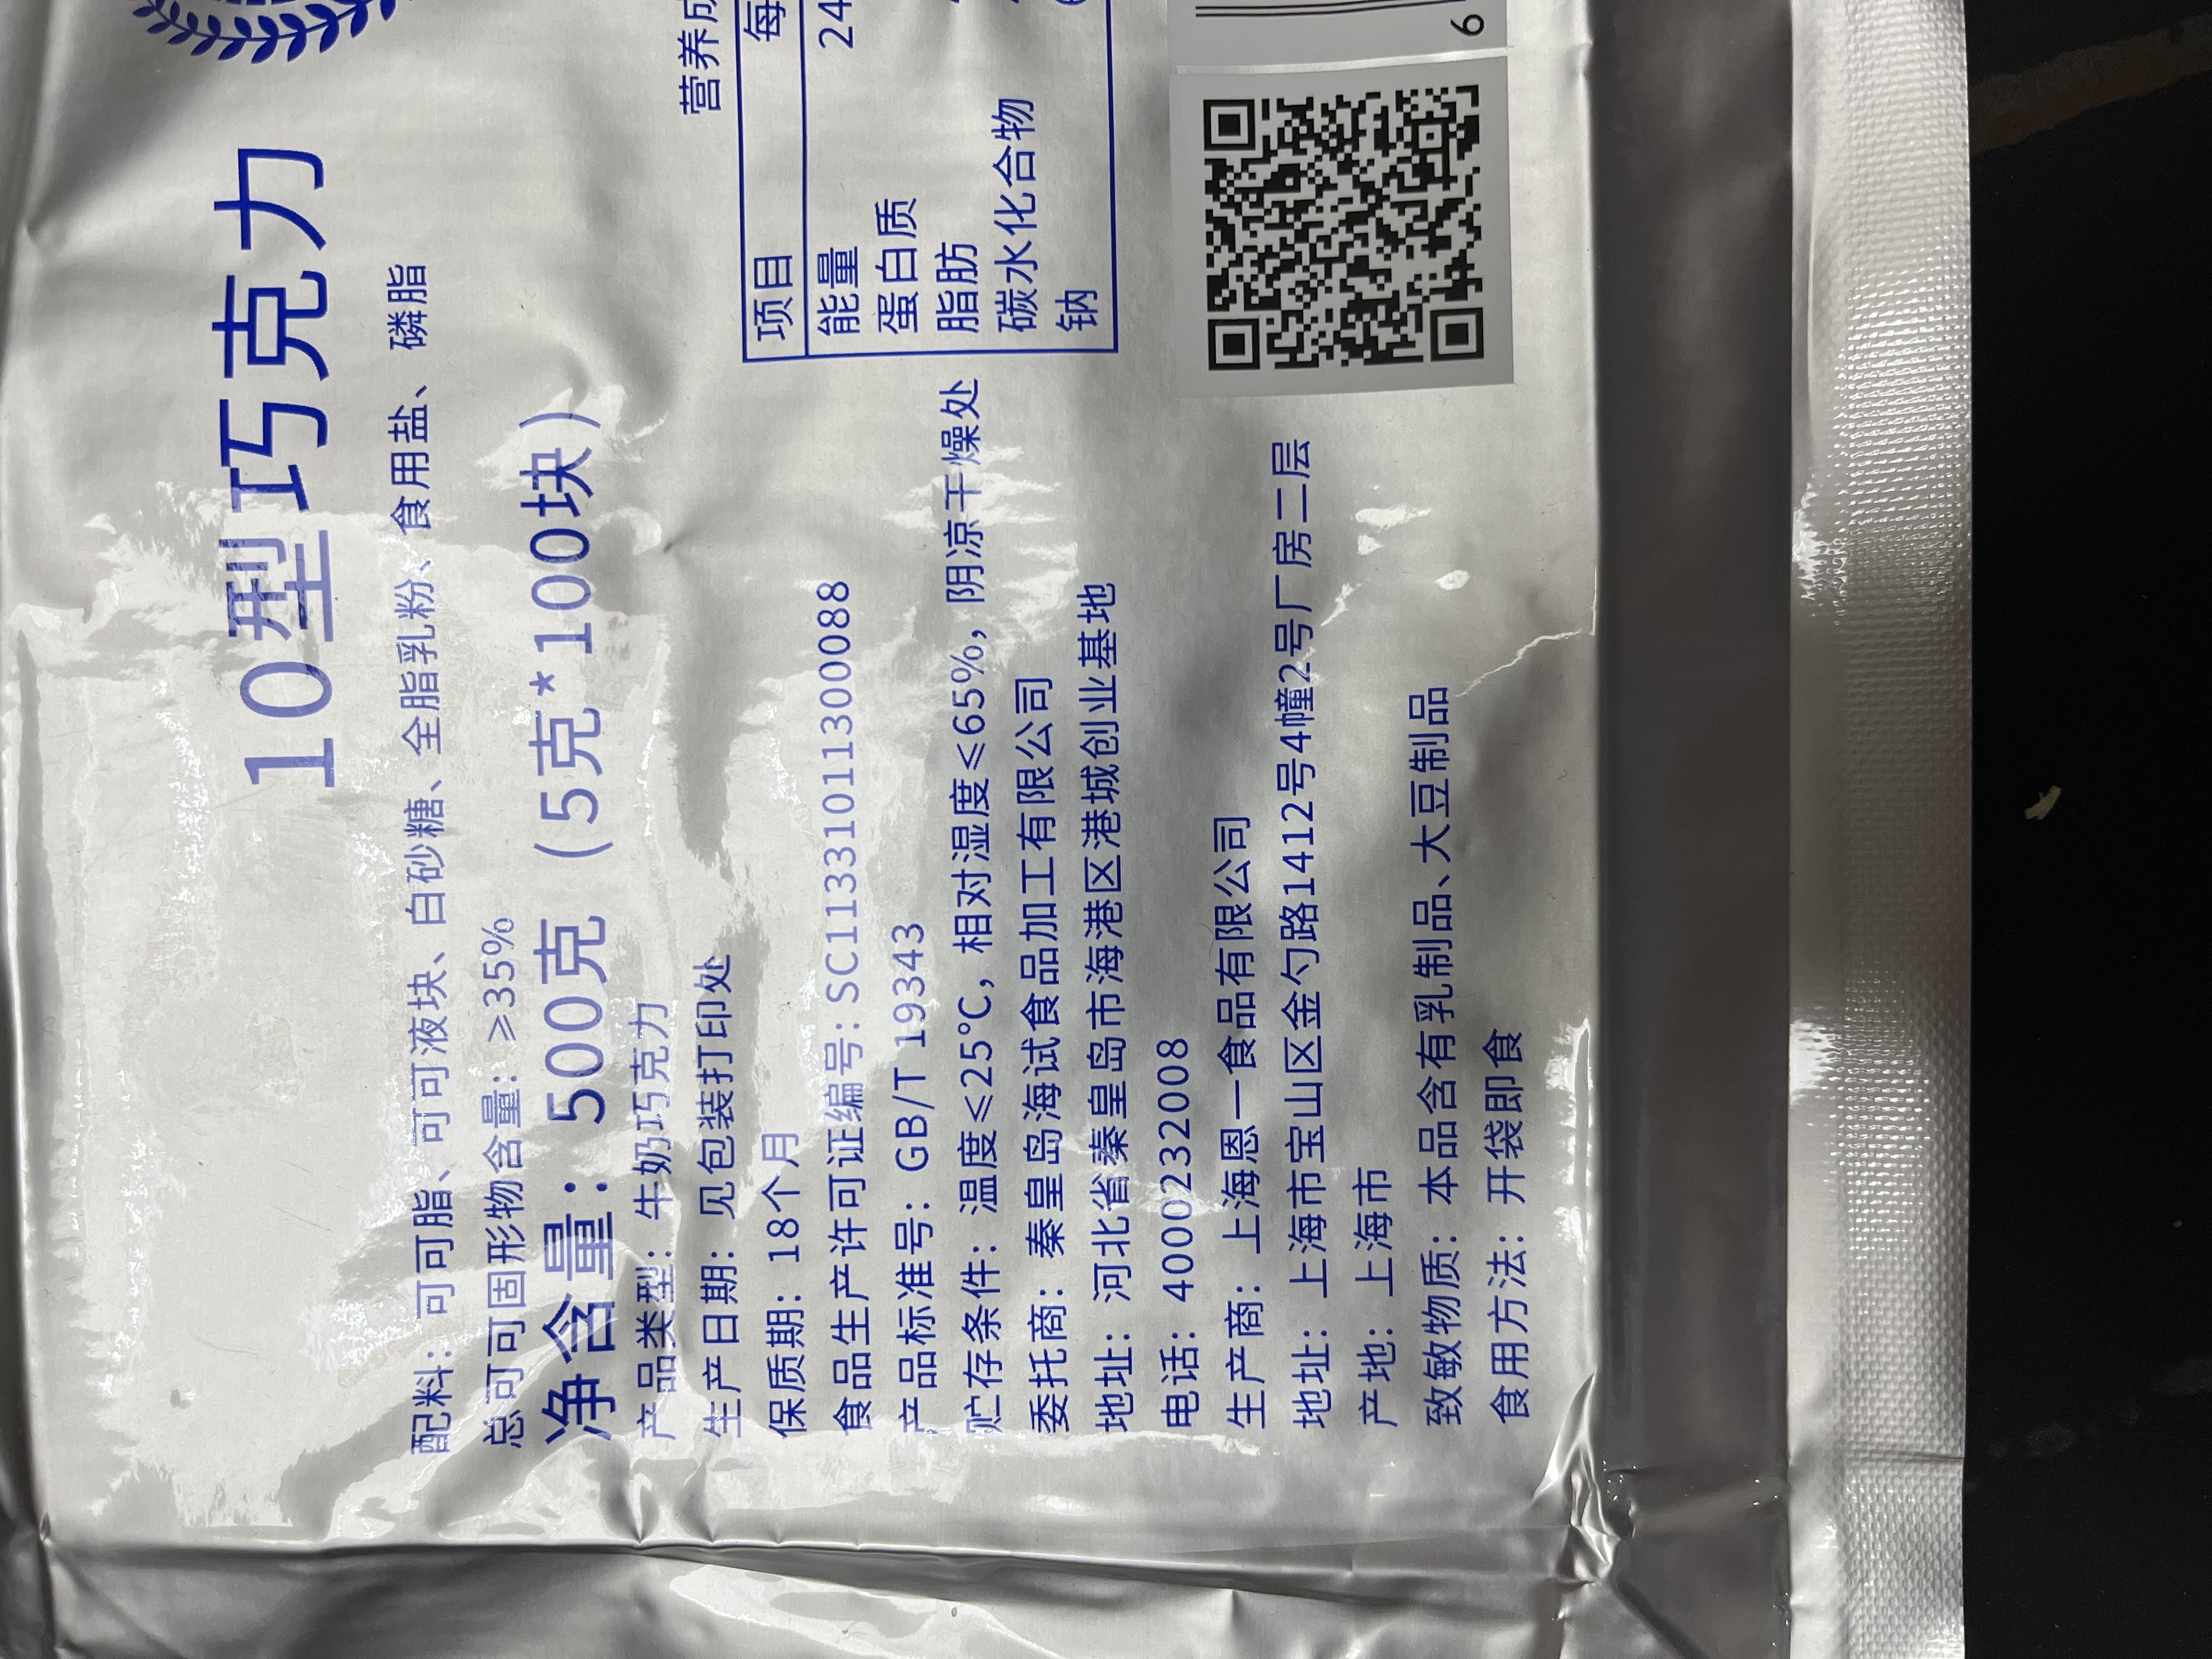 10型巧克力
配料：可可脂、可可液块、白砂糖、全脂乳粉、食用盐、磷脂
总可可固形物含量：≥35%
净含量：500克（5克*100块）
产品类型：牛奶巧克力
生产日期：见包装打印处
保质期：18个月
食品生产许可证编号：SC11331011300088
产品标准号：GB/T 19343
贮存条件：温度≤25℃，相对湿度≤65%，阴凉干燥处
委托商：秦皇岛海试食品加工有限公司
地址：河北省秦皇岛市海港区港城创业基地
电话：4000232008
生产商：上海恩一食品有限公司
地址：上海市宝山区金勺路1412号4幢2号厂房二层
产地：上海市
致敏物质：本品含有乳制品、大豆制品
食用方法：开袋即食
营养成
项目 每
能量 24
蛋白质
脂肪
碳水化合物
钠
6